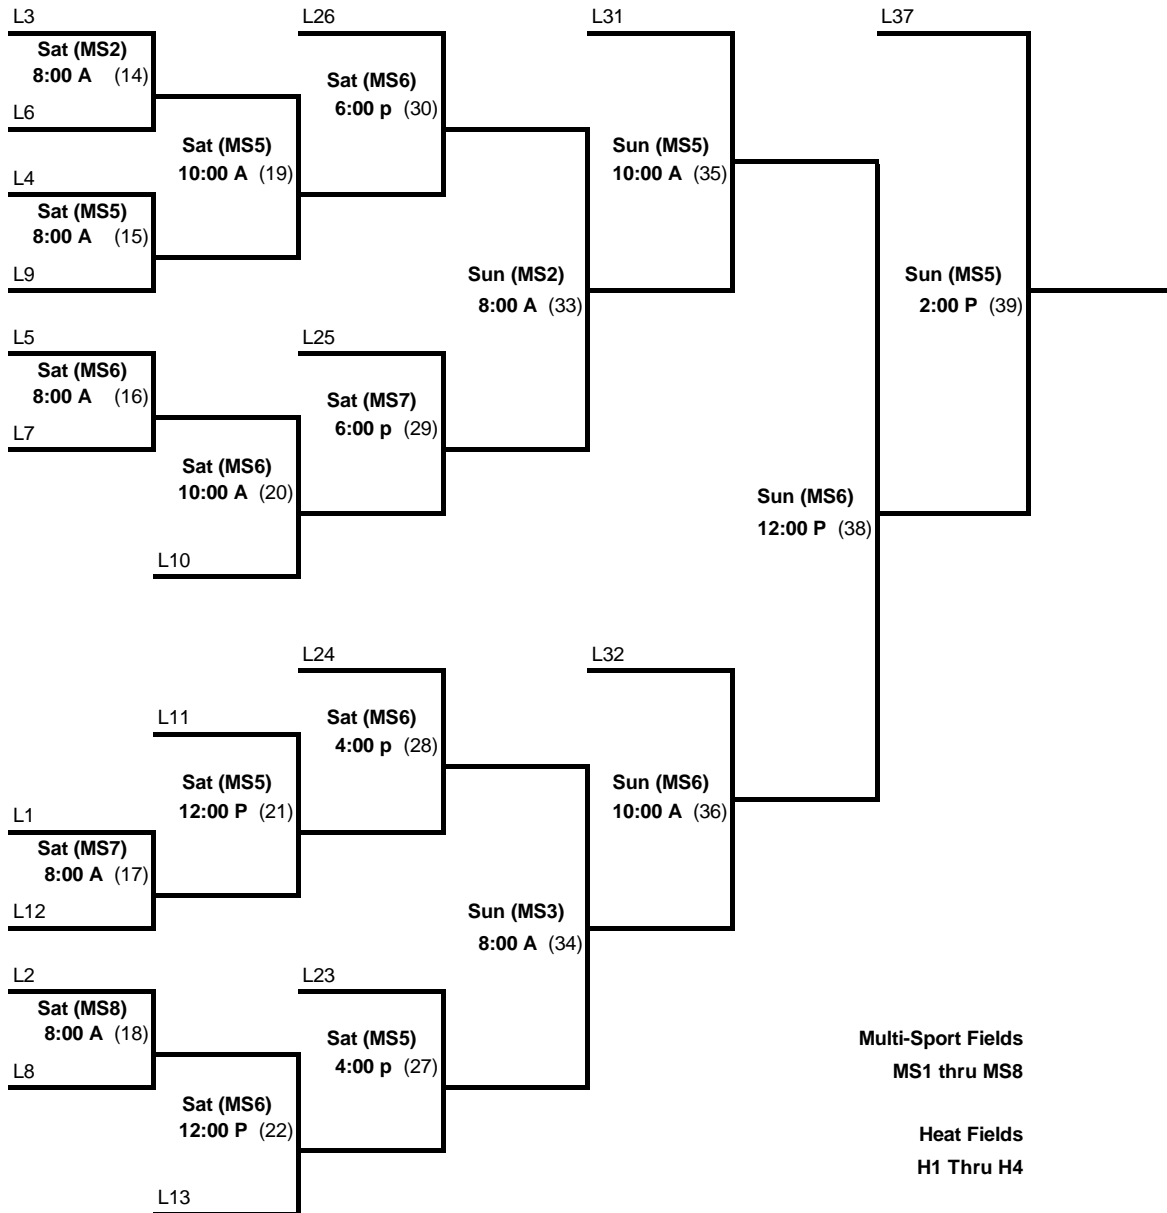 L3
L26
L31
L37
Sat (MS2)
8:00 A (14)
Sat (MS6)
6:00 p (30)
L6
Sat (MS5)
10:00 A (19)
Sun (MS5)
10:00 A (35)
L4
Sat (MS5)
8:00 A (15)
L9
Sun (MS2)
8:00 A (33)
Sun (MS5)
2:00 P (39)
L5
L25
Sat (MS6)
8:00 A (16)
Sat (MS7)
6:00 p (29)
L7
Sat (MS6)
10:00 A (20)
Sun (MS6)
12:00 P (38)
L10
L24
L32
L11
Sat (MS6)
4:00 p (28)
Sat (MS5)
12:00 P (21)
Sun (MS6)
10:00 A (36)
L1
Sat (MS7)
8:00 A (17)
L12
Sun (MS3)
8:00 A (34)
L2
L23
Sat (MS8)
8:00 A (18)
Sat (MS5)
4:00 p (27)
L8
Sat (MS6)
12:00 P (22)
L13
Multi-Sport Fields
MS1 thru MS8
Heat Fields
H1 Thru H4